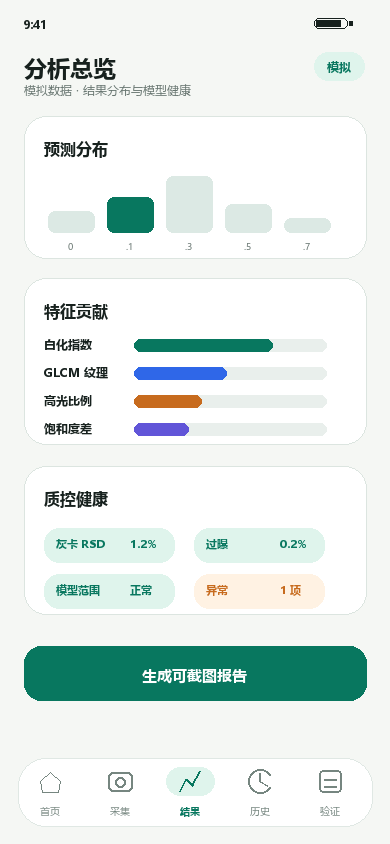 9:41
分析总览
模拟
模拟数据 · 结果分布与模型健康
预测分布
0 .1 .3 .5 .7
特征贡献
白化指数
GLCM 纹理
高光比例
饱和度差
质控健康
灰卡 RSD 1.2% 过曝 0.2%
模型范围 正常 异常 1 项
生成可截图报告
首页 采集 结果 历史 验证